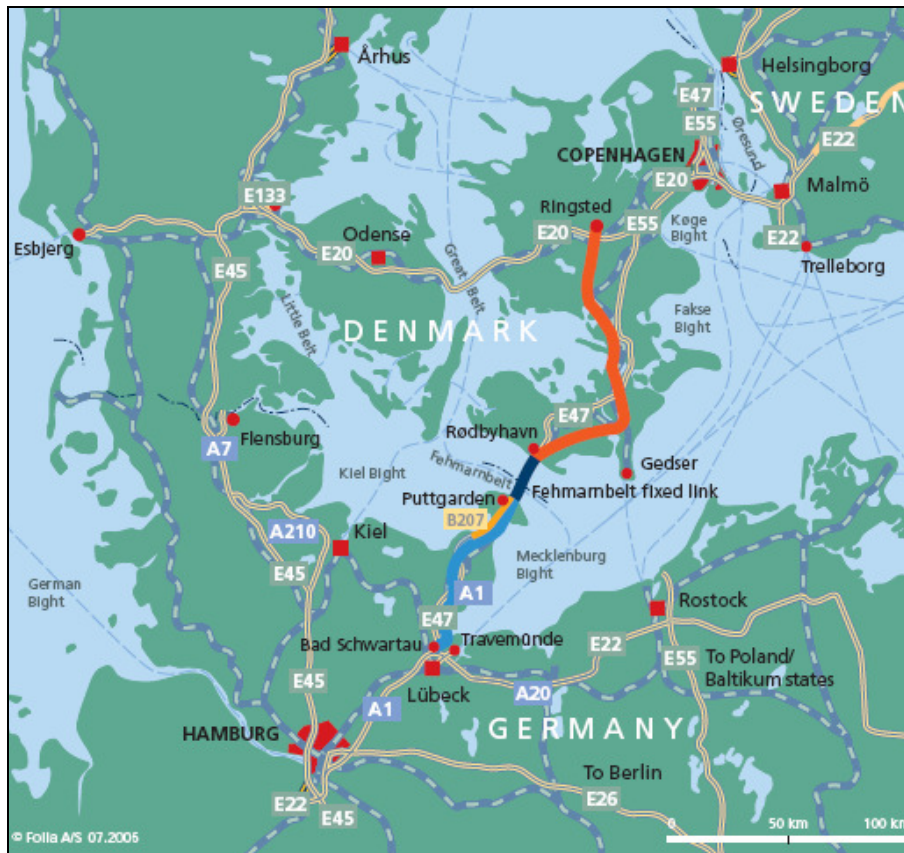 Århus
Helsingborg
SWEDEN
E47
E55
Øresund
E22
COPENHAGEN
E133
E20
Malmö
Ringsted
Esbjerg
Odense
E20
E20
E55
Køge
Bight
E22
E45
Great Belt
Trelleborg
Little Belt
Fakse
Bight
DENMARK
E47
Flensburg
Rødbyhavn
A7
Kiel Bight
Fehmarnbelt
Gedser
Puttgarden
Fehmarnbelt fixed link
B207
A210
Kiel
Mecklenburg
Bight
E45
German
Bight
A1
Rostock
E47
Bad Schwartau
Travemünde
E22
E45
E55
To Poland/
Baltikum states
Lübeck
A20
A1
HAMBURG
GERMANY
To Berlin
E22
E26
E45
0 50 km 100 km
© Folia A/S 07.2005